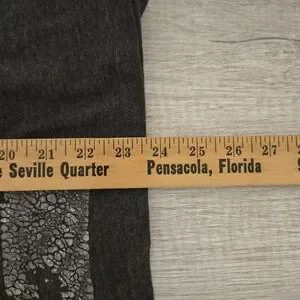 20 21 22 23 24 25 26 27
Seville Quarter Pensacola, Florida